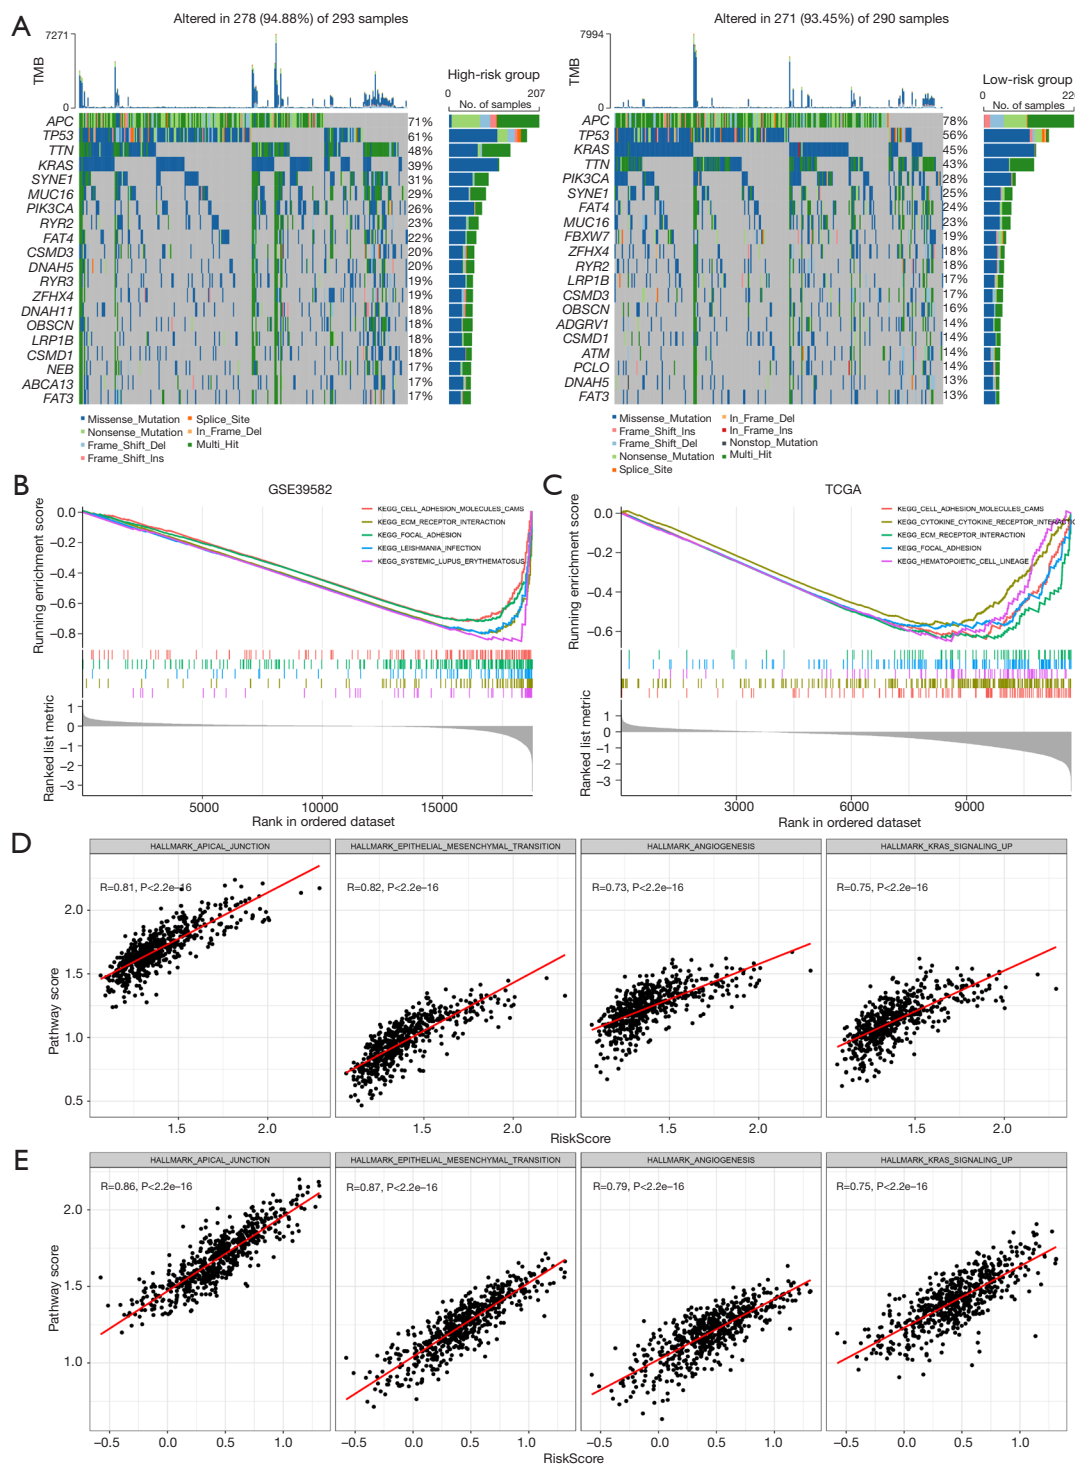 A
Altered in 278 (94.88%) of 293 samples
7271
TMB
0
High-risk group
0 207
No. of samples
APC 71%
TP53 61%
TTN 48%
KRAS 39%
SYNE1 31%
MUC16 29%
PIK3CA 26%
RYR2 23%
FAT4 22%
CSMD3 20%
DNAH5 20%
RYR3 19%
ZFHX4 19%
DNAH11 18%
OBSCN 18%
LRP1B 18%
CSMD1 18%
NEB 17%
ABCA13 17%
FAT3 17%
Missense_Mutation
Nonsense_Mutation
Frame_Shift_Del
Frame_Shift_Ins
Splice_Site
In_Frame_Del
Multi_Hit
Altered in 271 (93.45%) of 290 samples
7994
TMB
0
Low-risk group
0 22
No. of samples
APC 78%
TP53 56%
KRAS 45%
TTN 43%
PIK3CA 28%
SYNE1 25%
FAT4 24%
MUC16 23%
FBXW7 19%
ZFHX4 18%
RYR2 18%
LRP1B 17%
CSMD3 17%
OBSCN 16%
ADGRV1 14%
CSMD1 14%
ATM 14%
PCLO 14%
DNAH5 13%
FAT3 13%
Missense_Mutation
Frame_Shift_Ins
Frame_Shift_Del
Nonsense_Mutation
Splice_Site
In_Frame_Del
In_Frame_Ins
Nonstop_Mutation
Multi_Hit
B
GSE39582
Running enrichment score
0.0
−0.2
−0.4
−0.6
−0.8
KEGG_CELL_ADHESION_MOLECULES_CAMS
KEGG_ECM_RECEPTOR_INTERACTION
KEGG_FOCAL_ADHESION
KEGG_LEISHMANIA_INFECTION
KEGG_SYSTEMIC_LUPUS_ERYTHEMATOSUS
Ranked list metric
1
0
−1
−2
−3
5000 10000 15000
Rank in ordered dataset
C
TCGA
Running enrichment score
0.0
−0.2
−0.4
−0.6
KEGG_CELL_ADHESION_MOLECULES_CAMS
KEGG_CYTOKINE_CYTOKINE_RECEPTOR_INTERACTION
KEGG_ECM_RECEPTOR_INTERACTION
KEGG_FOCAL_ADHESION
KEGG_HEMATOPOIETIC_CELL_LINEAGE
Ranked list metric
1
0
−1
−2
−3
3000 6000 9000
Rank in ordered dataset
D
HALLMARK_APICAL_JUNCTION HALLMARK_EPITHELIAL_MESENCHYMAL_TRANSITION HALLMARK_ANGIOGENESIS HALLMARK_KRAS_SIGNALING_UP
R=0.81, P<2.2e−16 R=0.82, P<2.2e−16 R=0.73, P<2.2e−16 R=0.75, P<2.2e−16
Pathway score
2.0
1.5
1.0
0.5
1.5 2.0 1.5 2.0 1.5 2.0 1.5 2.0
RiskScore
E
HALLMARK_APICAL_JUNCTION HALLMARK_EPITHELIAL_MESENCHYMAL_TRANSITION HALLMARK_ANGIOGENESIS HALLMARK_KRAS_SIGNALING_UP
R=0.86, P<2.2e−16 R=0.87, P<2.2e−16 R=0.79, P<2.2e−16 R=0.75, P<2.2e−16
Pathway score
2.0
1.5
1.0
−0.5 0.0 0.5 1.0 −0.5 0.0 0.5 1.0 −0.5 0.0 0.5 1.0 −0.5 0.0 0.5 1.0
RiskScore